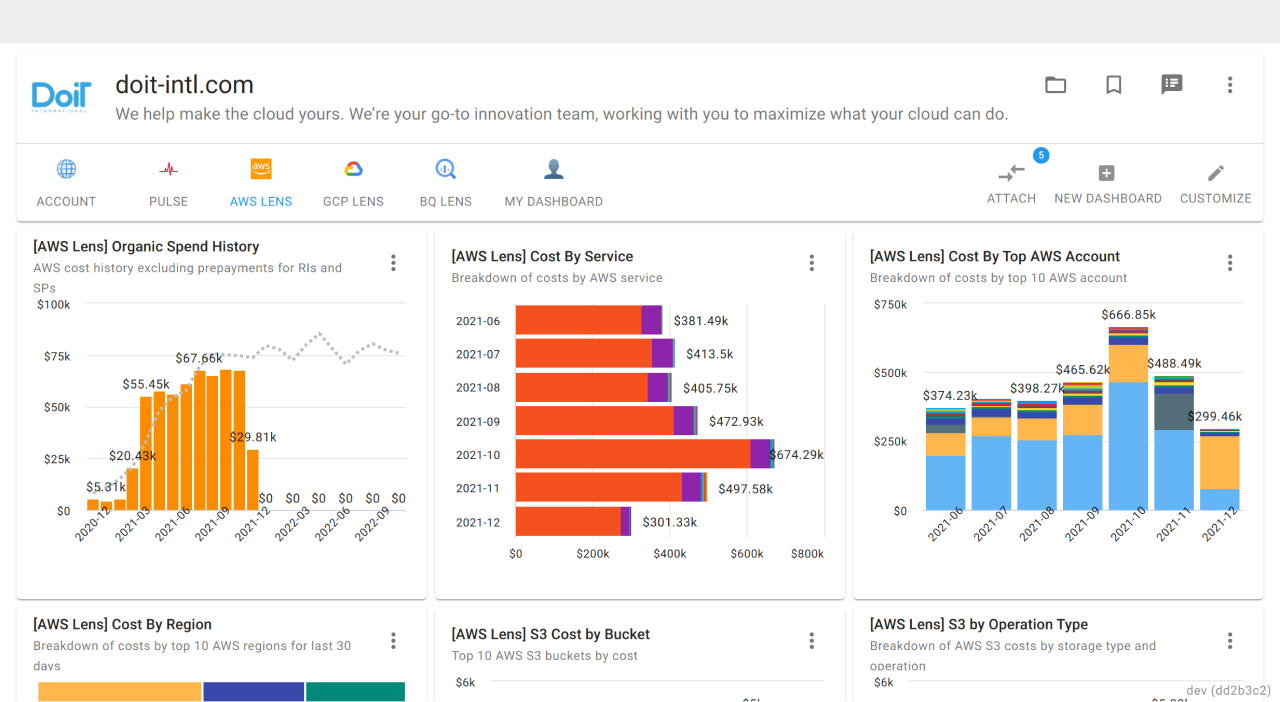 DoiT
INTERNATIONAL
doit-intl.com
We help make the cloud yours. We’re your go-to innovation team, working with you to maximize what your cloud can do.
ACCOUNT
PULSE
aws
AWS LENS
GCP LENS
BQ LENS
MY DASHBOARD
5
ATTACH
NEW DASHBOARD
CUSTOMIZE
[AWS Lens] Organic Spend History
AWS cost history excluding prepayments for RIs and
SPs
$100k
$75k
$50k
$25k
$0
$5.31k
$20.43k
$55.45k
$67.66k
$29.81k
$0
$0
$0
$0
$0
$0
2020-12
2021-03
2021-06
2021-09
2021-12
2022-03
2022-06
2022-09
[AWS Lens] Cost By Service
Breakdown of costs by AWS service
2021-06
$381.49k
2021-07
$413.5k
2021-08
$405.75k
2021-09
$472.93k
2021-10
$674.29k
2021-11
$497.58k
2021-12
$301.33k
$0
$200k
$400k
$600k
$800k
[AWS Lens] Cost By Top AWS Account
Breakdown of costs by top 10 AWS account
$750k
$500k
$250k
$0
$374.23k
$398.27k
$465.62k
$666.85k
$488.49k
$299.46k
2021-06
2021-07
2021-08
2021-09
2021-10
2021-11
2021-12
[AWS Lens] Cost By Region
Breakdown of costs by top 10 AWS regions for last 30
days
[AWS Lens] S3 Cost by Bucket
Top 10 AWS S3 buckets by cost
$6k
[AWS Lens] S3 by Operation Type
Breakdown of AWS S3 costs by storage type and
operation
$6k
dev (dd2b3c2)